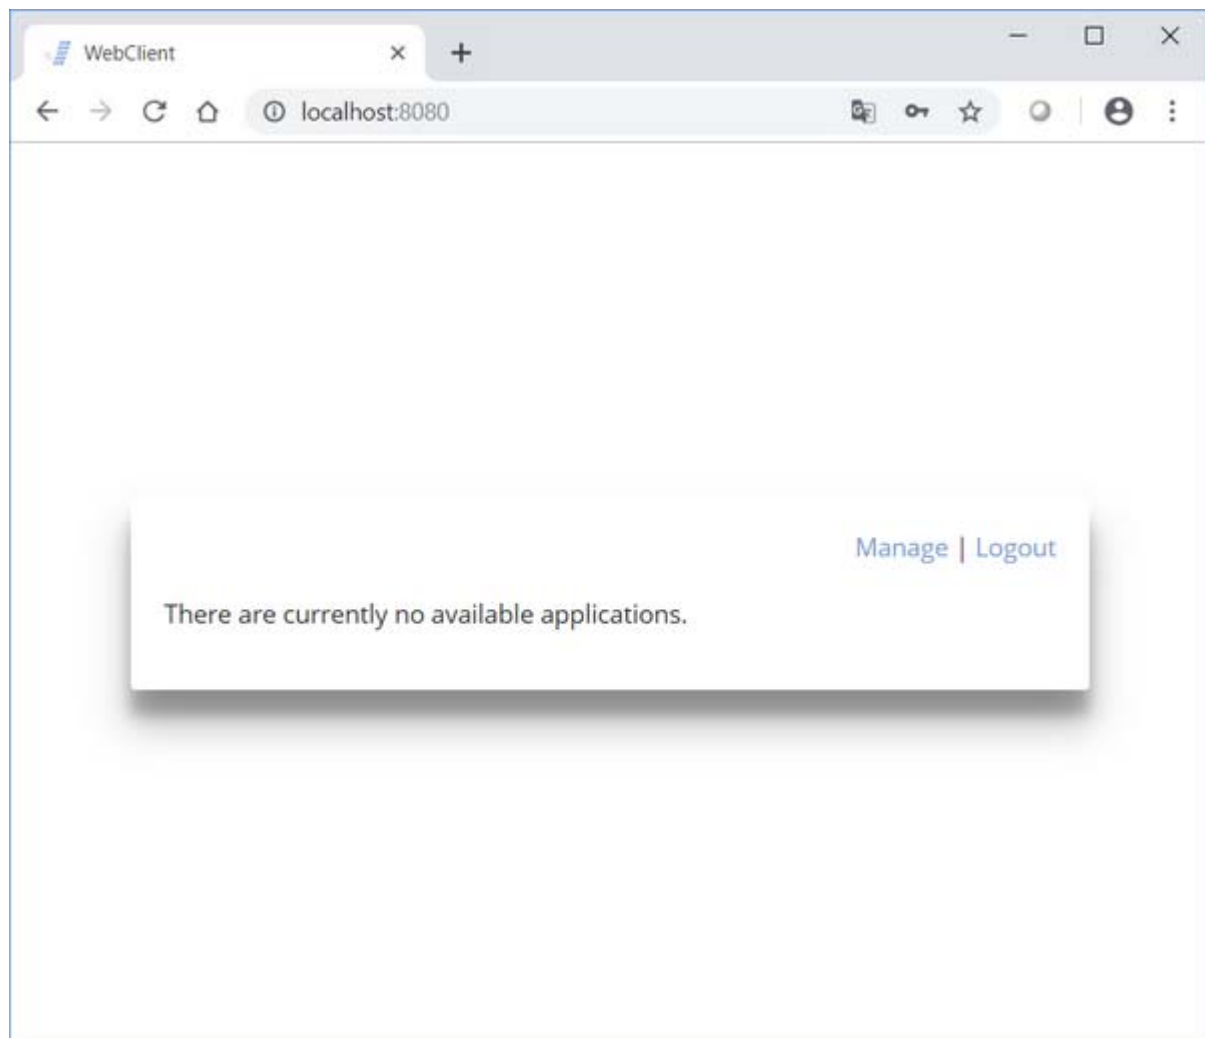 WebClient
localhost:8080
Manage | Logout
There are currently no available applications.